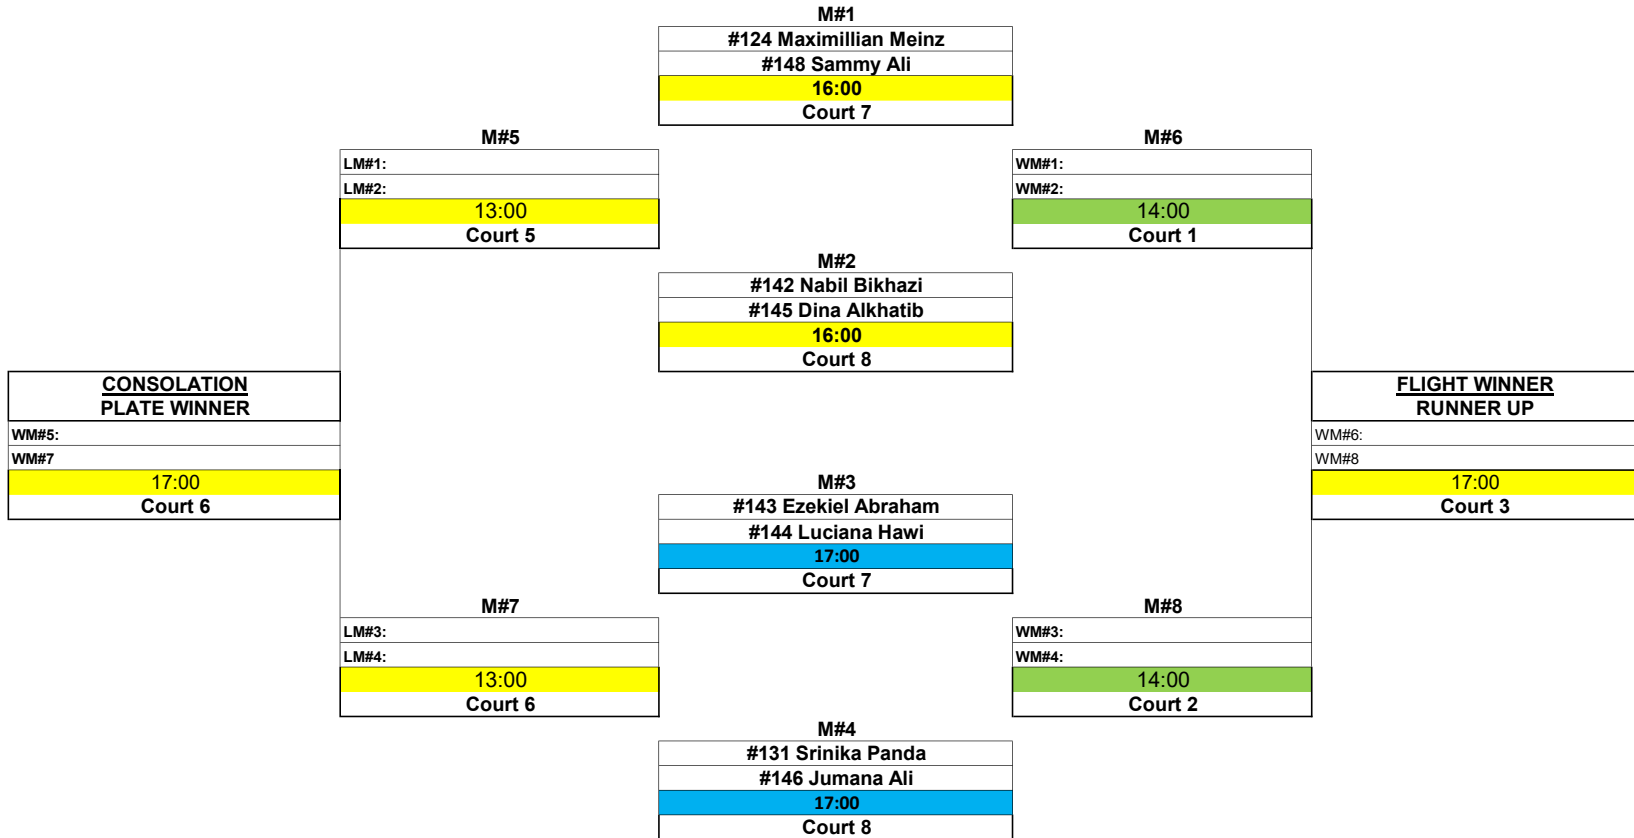 M#1
#124 Maximillian Meinz
#148 Sammy Ali
16:00
Court 7
M#5
LM#1:
LM#2:
13:00
Court 5
M#6
WM#1:
WM#2:
14:00
Court 1
M#2
#142 Nabil Bikhazi
#145 Dina Alkhatib
16:00
Court 8
CONSOLATION
PLATE WINNER
WM#5:
WM#7
17:00
Court 6
FLIGHT WINNER
RUNNER UP
WM#6:
WM#8
17:00
Court 3
M#3
#143 Ezekiel Abraham
#144 Luciana Hawi
17:00
Court 7
M#7
LM#3:
LM#4:
13:00
Court 6
M#8
WM#3:
WM#4:
14:00
Court 2
M#4
#131 Srinika Panda
#146 Jumana Ali
17:00
Court 8